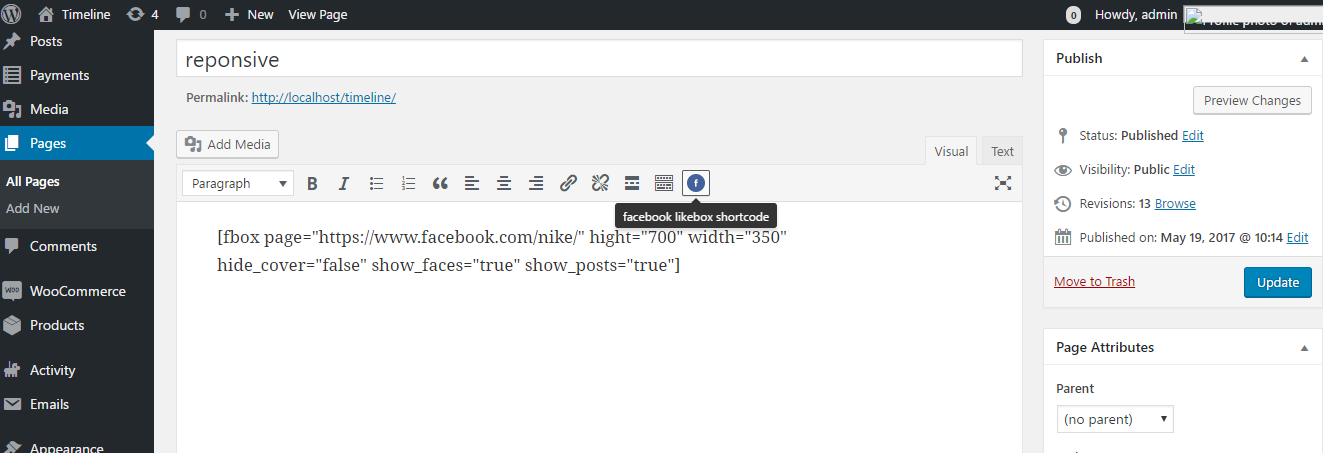 Timeline 4 0 New View Page 0 Howdy, admin
Posts
Payments
Media
Pages
All Pages
Add New
Comments
WooCommerce
Products
Activity
Emails
Appearance
reponsive
Permalink: http://localhost/timeline/
Add Media
Visual Text
Paragraph
facebook likebox shortcode
[fbox page="https://www.facebook.com/nike/" hight="700" width="350"
hide_cover="false" show_faces="true" show_posts="true"]
Publish
Preview Changes
Status: Published Edit
Visibility: Public Edit
Revisions: 13 Browse
Published on: May 19, 2017 @ 10:14 Edit
Move to Trash Update
Page Attributes
Parent
(no parent)